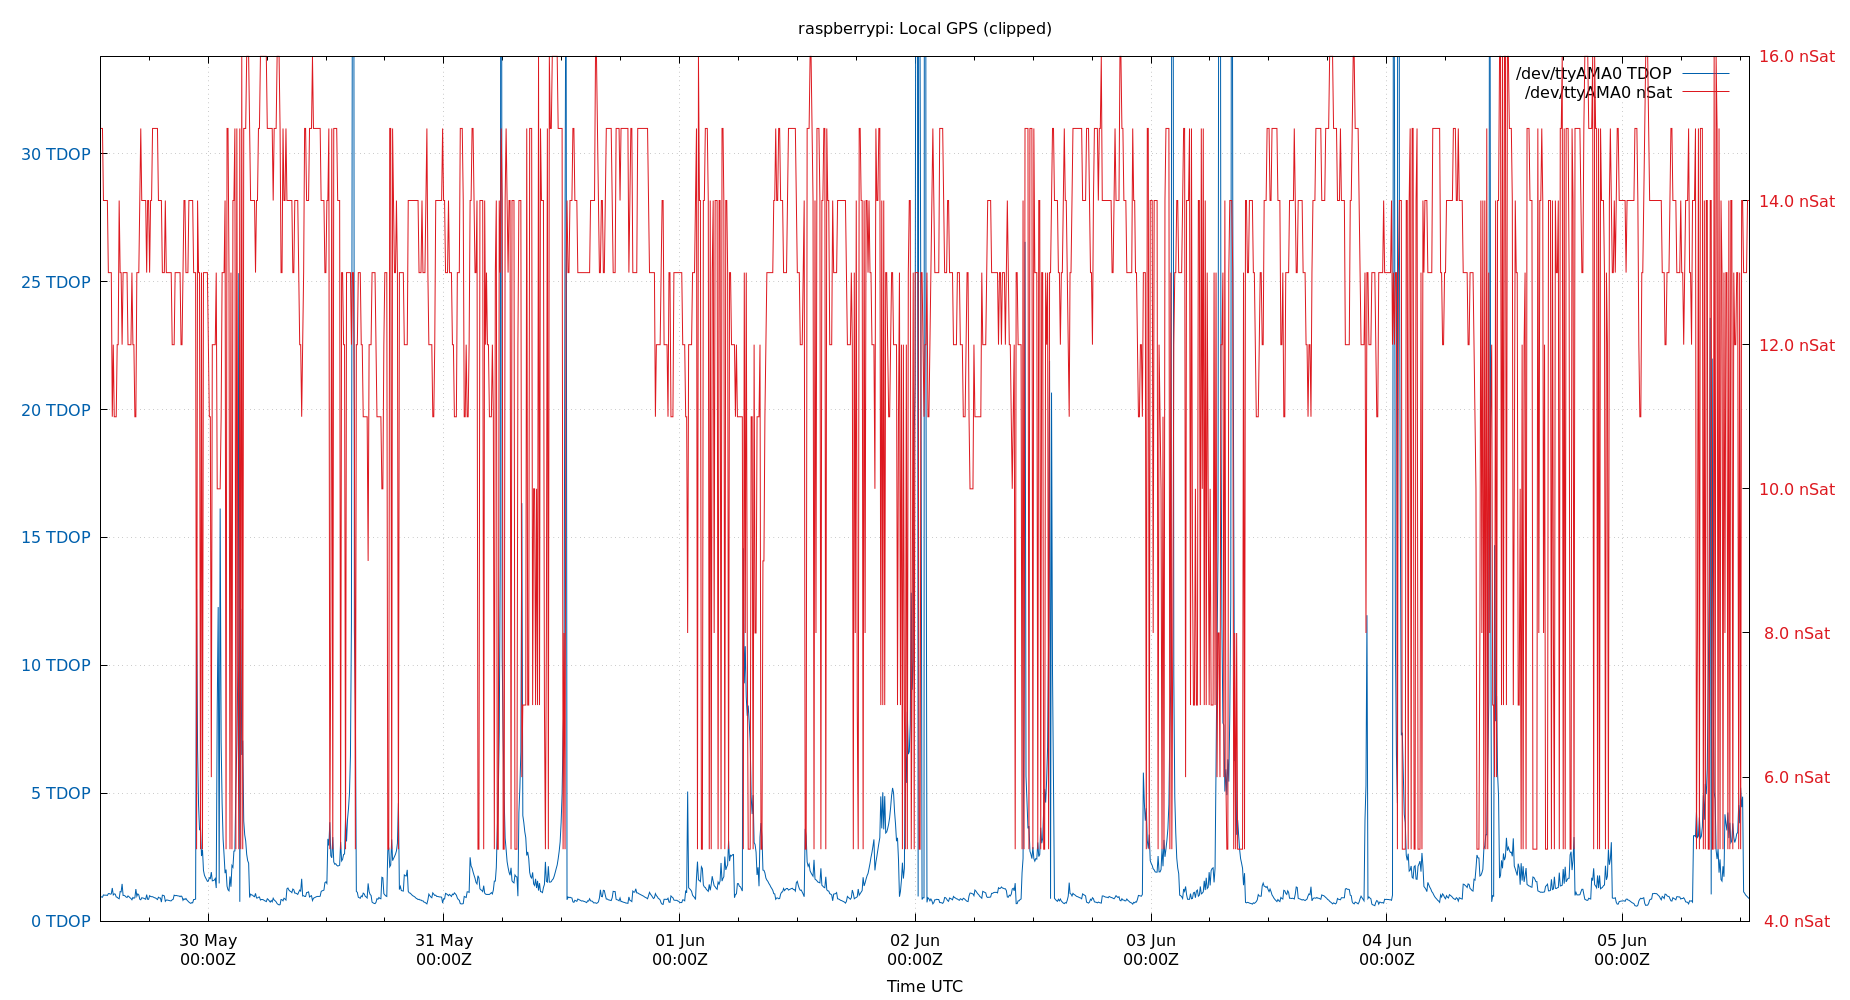 raspberrypi: Local GPS (clipped)
16.0 nSat
/dev/ttyAMA0 TDOP
/dev/ttyAMA0 nSat
30 TDOP
14.0 nSat
25 TDOP
12.0 nSat
20 TDOP
10.0 nSat
15 TDOP
8.0 nSat
10 TDOP
6.0 nSat
5 TDOP
0 TDOP
4.0 nSat
30 May 31 May 01 Jun 02 Jun 03 Jun 04 Jun 05 Jun
00:00Z 00:00Z 00:00Z 00:00Z 00:00Z 00:00Z 00:00Z
Time UTC